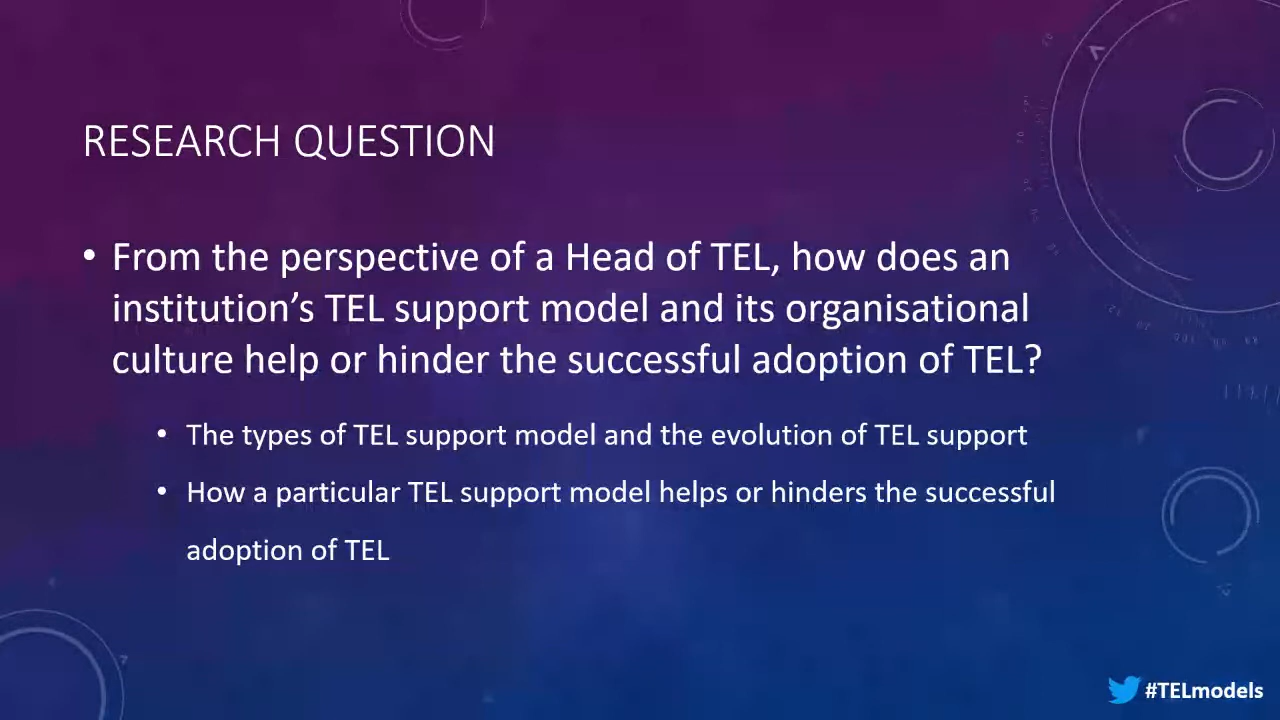 RESEARCH QUESTION
• From the perspective of a Head of TEL, how does an
institution’s TEL support model and its organisational
culture help or hinder the successful adoption of TEL?
• The types of TEL support model and the evolution of TEL support
• How a particular TEL support model helps or hinders the successful
adoption of TEL
#TELmodels